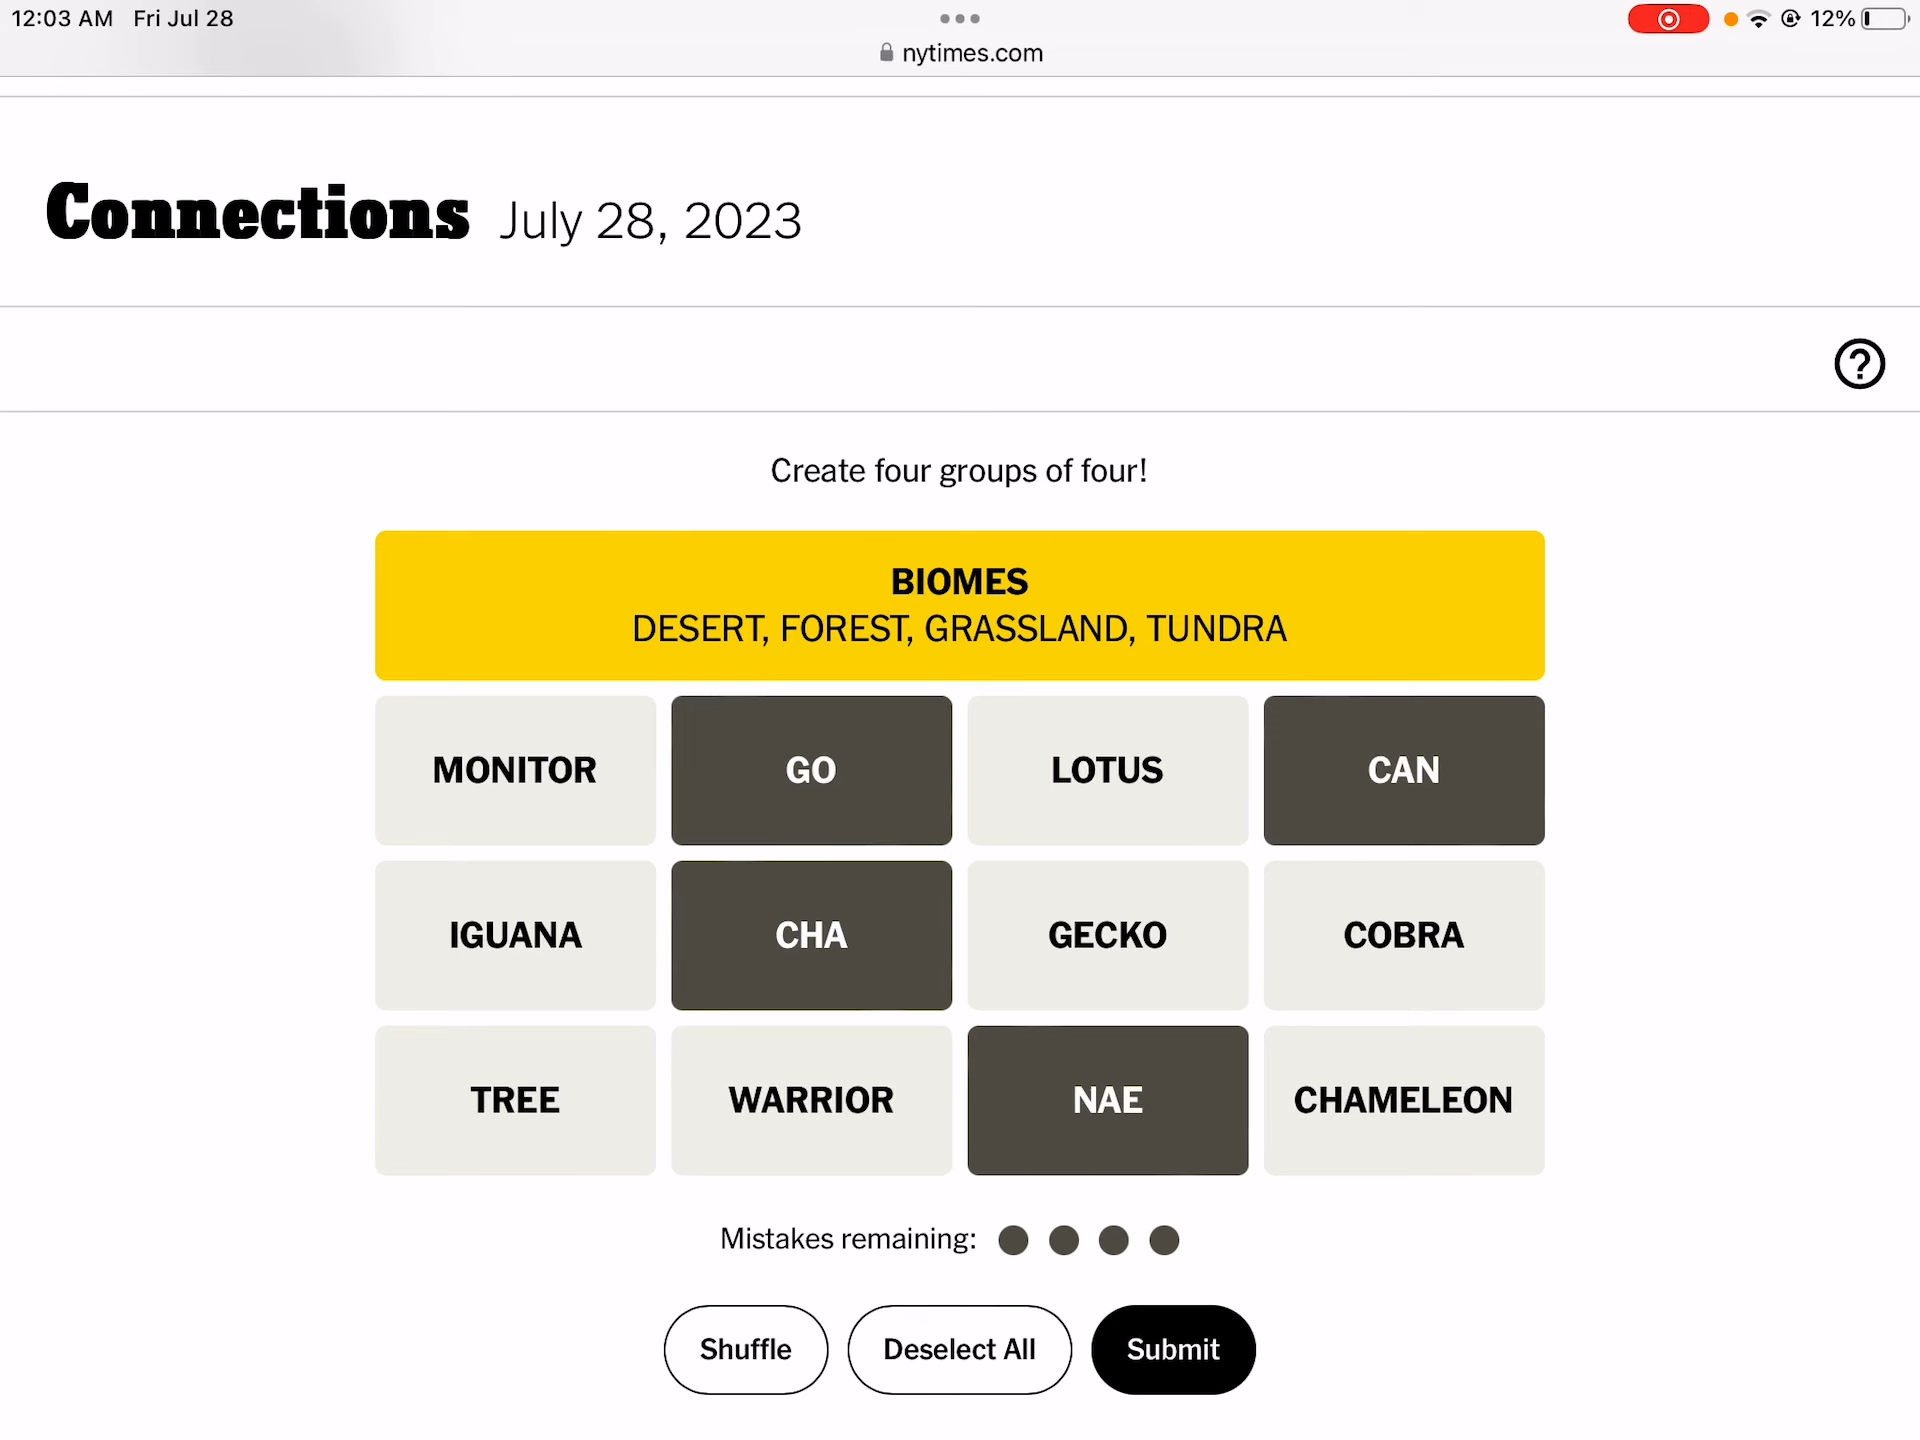 12:03 AM Fri Jul 28
12%
nytimes.com
Connections July 28, 2023
Create four groups of four!
BIOMES
DESERT, FOREST, GRASSLAND, TUNDRA
MONITOR GO LOTUS CAN
IGUANA CHA GECKO COBRA
TREE WARRIOR NAE CHAMELEON
Mistakes remaining:
Shuffle Deselect All Submit